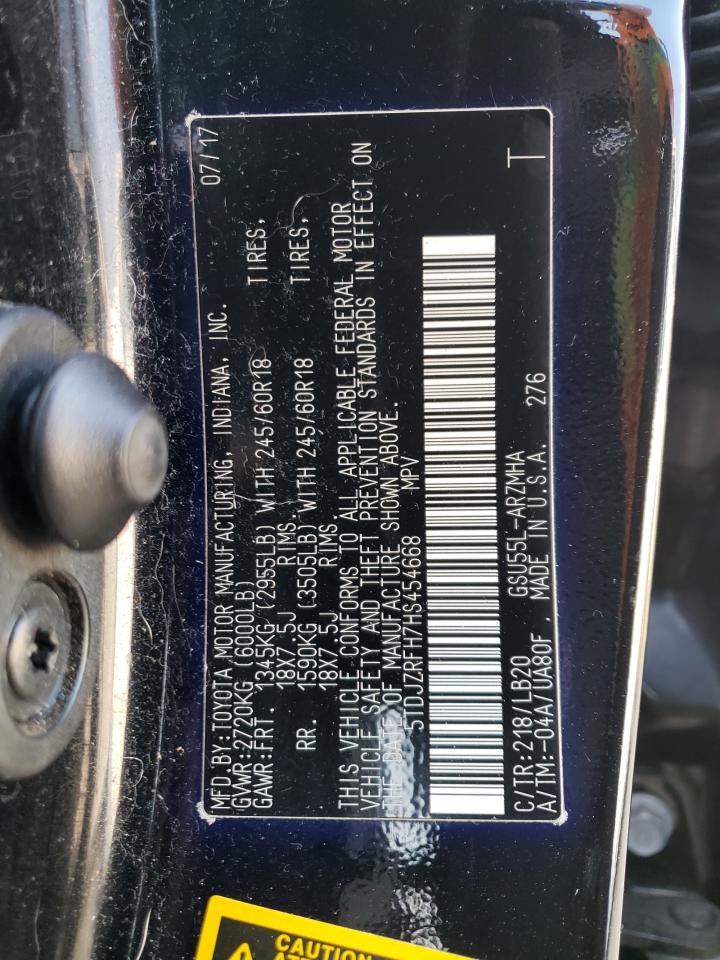 MFD.BY:TOYOTA MOTOR MANUFACTURING, INDIANA, INC. 07/17
GVWR:2720KG (6000LB)
GAWR:FRT. 1345KG (2955LB) WITH 245/60R18 TIRES,
18X7.5J RIMS,
RR. 1590KG (3505LB) WITH 245/60R18 TIRES,
18X7.5J RIMS
THIS VEHICLE CONFORMS TO ALL APPLICABLE FEDERAL MOTOR
VEHICLE SAFETY AND THEFT PREVENTION STANDARDS IN EFFECT ON
THE DATE OF MANUFACTURE SHOWN ABOVE.
5TDJZRFH7HS454668 MPV
C/TR:218/LB20 GSU55L-ARZMHA T
A/TM:-04A/UA80F , MADE IN U.S.A. 276
CAUTION